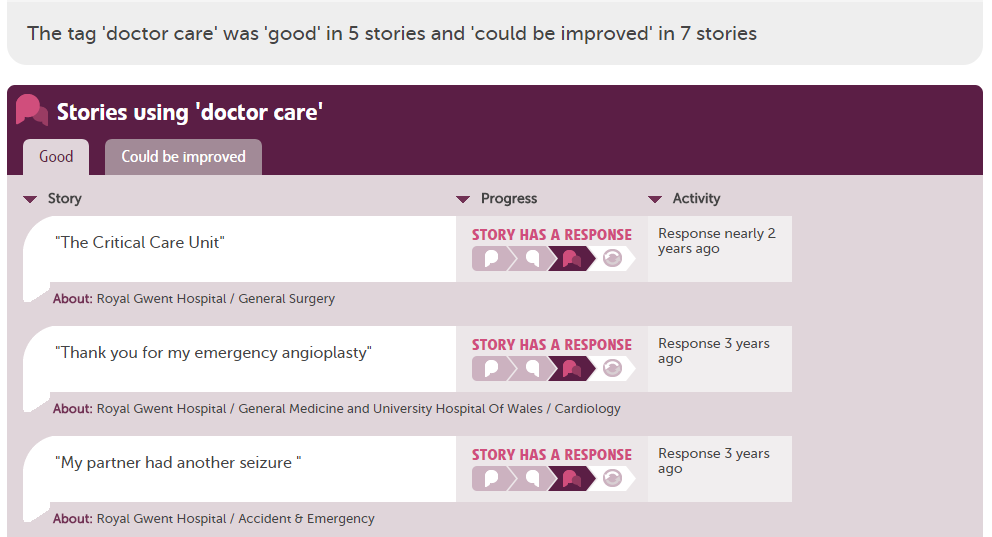 The tag 'doctor care' was 'good' in 5 stories and 'could be improved' in 7 stories
Stories using 'doctor care'
Good
Could be improved
Story
Progress
Activity
"The Critical Care Unit"
STORY HAS A RESPONSE
Response nearly 2
years ago
About: Royal Gwent Hospital / General Surgery
"Thank you for my emergency angioplasty"
STORY HAS A RESPONSE
Response 3 years
ago
About: Royal Gwent Hospital / General Medicine and University Hospital Of Wales / Cardiology
"My partner had another seizure "
STORY HAS A RESPONSE
Response 3 years
ago
About: Royal Gwent Hospital / Accident & Emergency